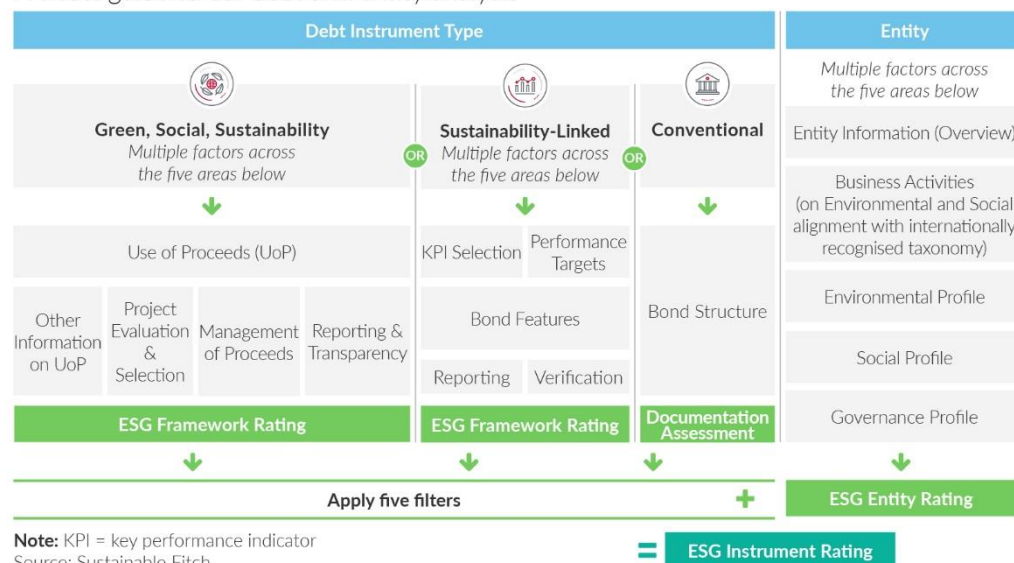 Debt Instrument Type
Entity
Green, Social, Sustainability
Multiple factors across
the five areas below
OR
Sustainability-Linked
Multiple factors across
the five areas below
OR
Conventional
Multiple factors across
the five areas below
Entity Information (Overview)
Business Activities
(on Environmental and Social
alignment with internationally
recognised taxonomy)
Environmental Profile
Social Profile
Governance Profile
Use of Proceeds (UoP)
Other
Information
on UoP
Project
Evaluation
&
Selection
Management
of Proceeds
Reporting &
Transparency
KPI Selection
Performance
Targets
Bond Features
Reporting
Verification
Bond Structure
ESG Framework Rating
ESG Framework Rating
Documentation
Assessment
Apply five filters
+
ESG Entity Rating
Note: KPI = key performance indicator
Source: Sustainable Fitch
=
ESG Instrument Rating